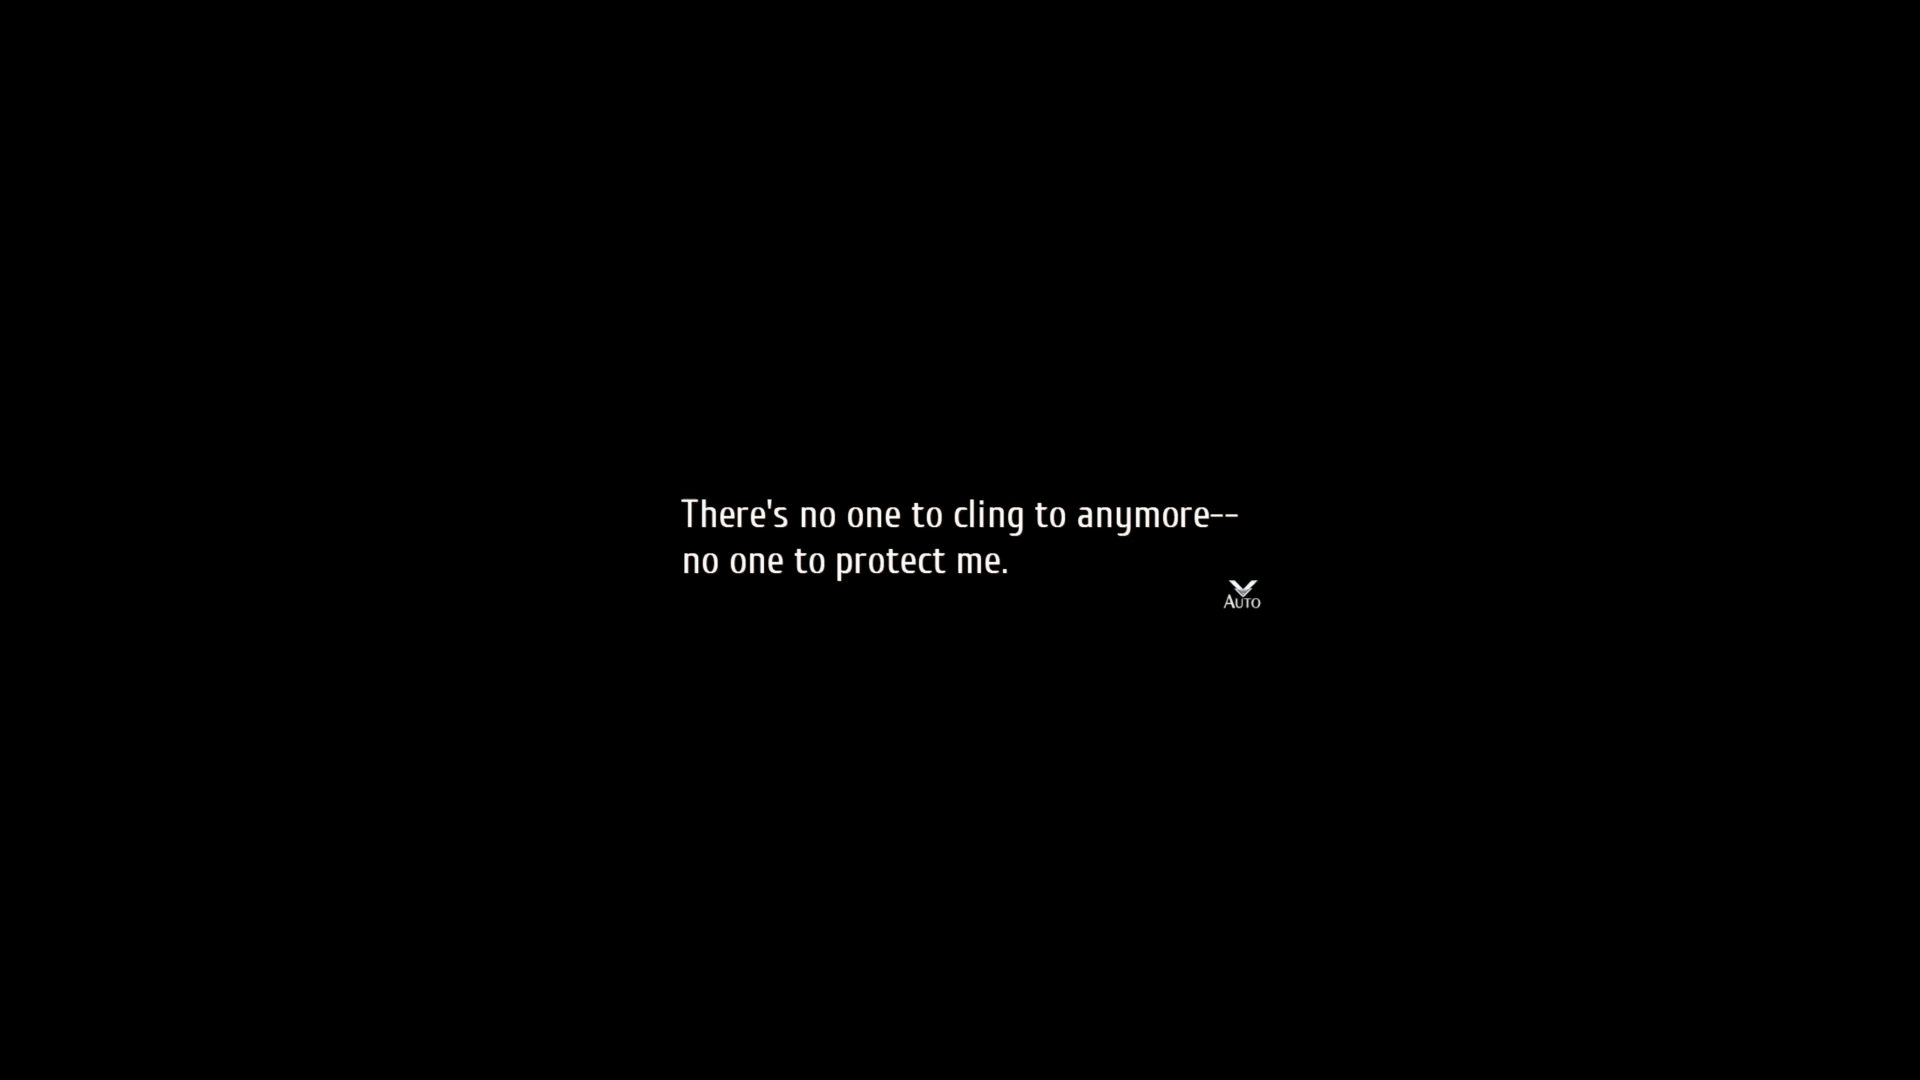 There's no one to cling to anymore--
no one to protect me.
AUTO